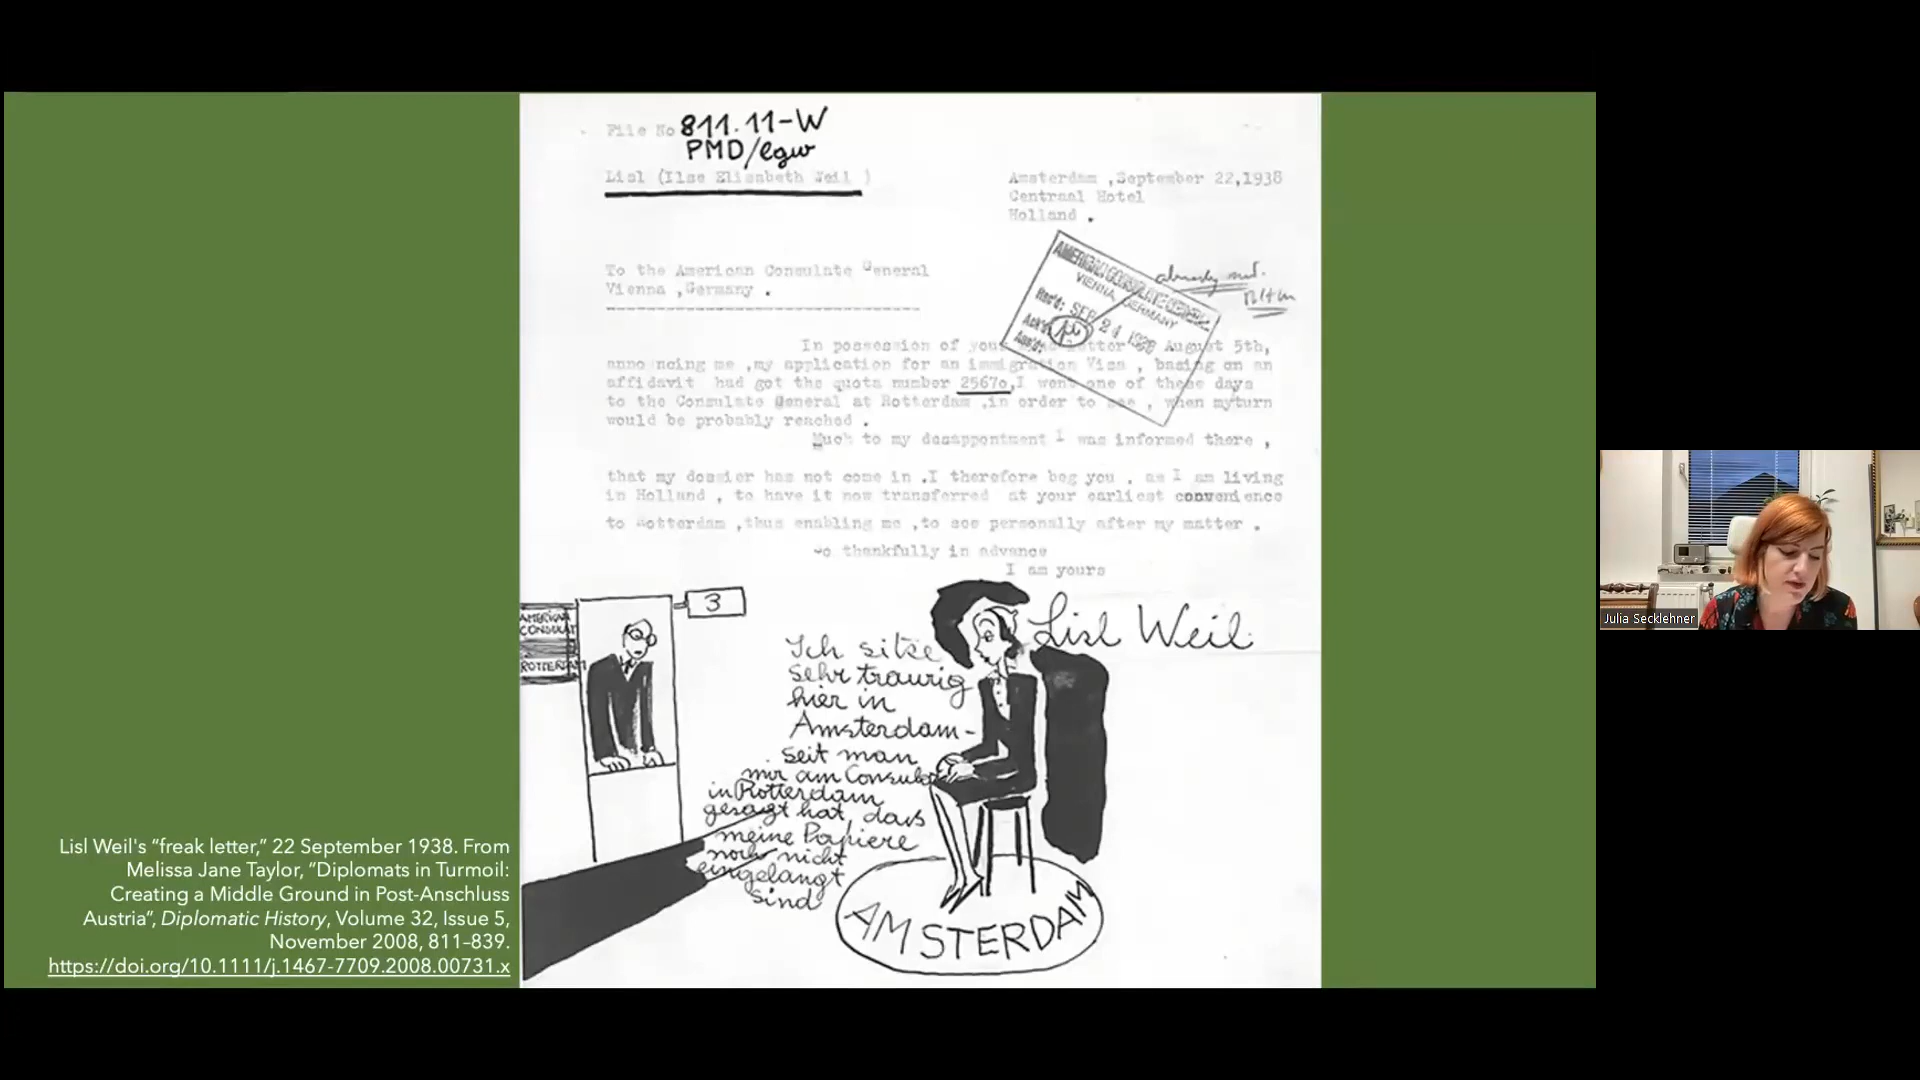 File No 811.11-W
PMD/egw
Lisl (Ilse Elisabeth Weil )
Amsterdam ,September 22,1938
Centraal Hotel
Holland .
To the American Consulate General
Vienna ,Germany .
AMERICAN CONSULATE GENERAL
VIENNA, GERMANY
Rec'd: SEP 24 1938
Ack'd
Ans'd:
already
In possession of your letter August 5th,
announcing me ,my application for an immigration Visa , basing on an
affidavit had got the quota number 25670,I went one of these days
to the Consulate General at Rotterdam ,in order to see , when myturn
would be probably reached .
Much to my desappontment I was informed there ,
that my dossier has not come in .I therefore beg you , as I am living
in Holland , to have it now transferred at your earliest convenience
to Rotterdam ,thus enabling me ,to see personally after my matter .
So thankfully in advance
I am yours
Lisl Weil.
3
AMERICAN
CONSULAT
ROTTERDAM
Ich sitze
sehr traurig
hier in
Amsterdam-
seit man
mir am Consulat
in Rotterdam
gesagt hat, dass
meine Papiere
noch nicht
eingelangt
sind
AMSTERDAM
Lisl Weil's “freak letter,” 22 September 1938. From
Melissa Jane Taylor, “Diplomats in Turmoil:
Creating a Middle Ground in Post-Anschluss
Austria”, Diplomatic History, Volume 32, Issue 5,
November 2008, 811–839.
https://doi.org/10.1111/j.1467-7709.2008.00731.x
Julia Secklehner